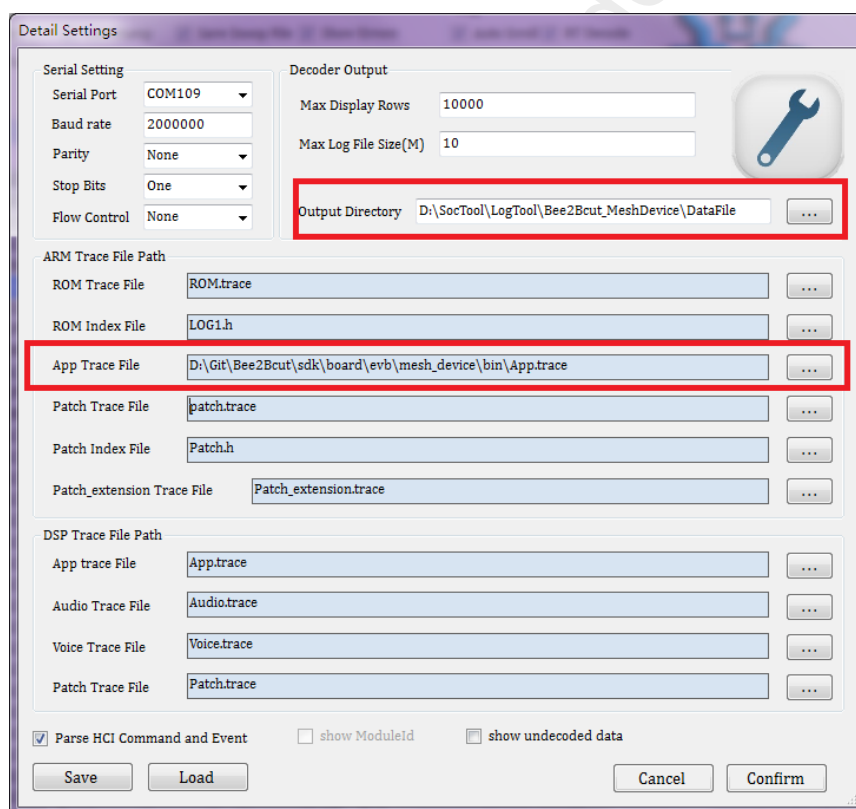 Detail Settings
Serial Setting
Serial Port COM109
Baud rate 2000000
Parity None
Stop Bits One
Flow Control None
Decoder Output
Max Display Rows 10000
Max Log File Size(M) 10
Output Directory D:\SocTool\LogTool\Bee2Bcut_MeshDevice\DataFile ...
ARM Trace File Path
ROM Trace File ROM.trace ...
ROM Index File LOG1.h ...
App Trace File D:\Git\Bee2Bcut\sdk\board\evb\mesh_device\bin\App.trace ...
Patch Trace File patch.trace ...
Patch Index File Patch.h ...
Patch_extension Trace File Patch_extension.trace ...
DSP Trace File Path
App trace File App.trace ...
Audio Trace File Audio.trace ...
Voice Trace File Voice.trace ...
Patch Trace File Patch.trace ...
Parse HCI Command and Event show ModuleId show undecoded data
Save Load Cancel Confirm